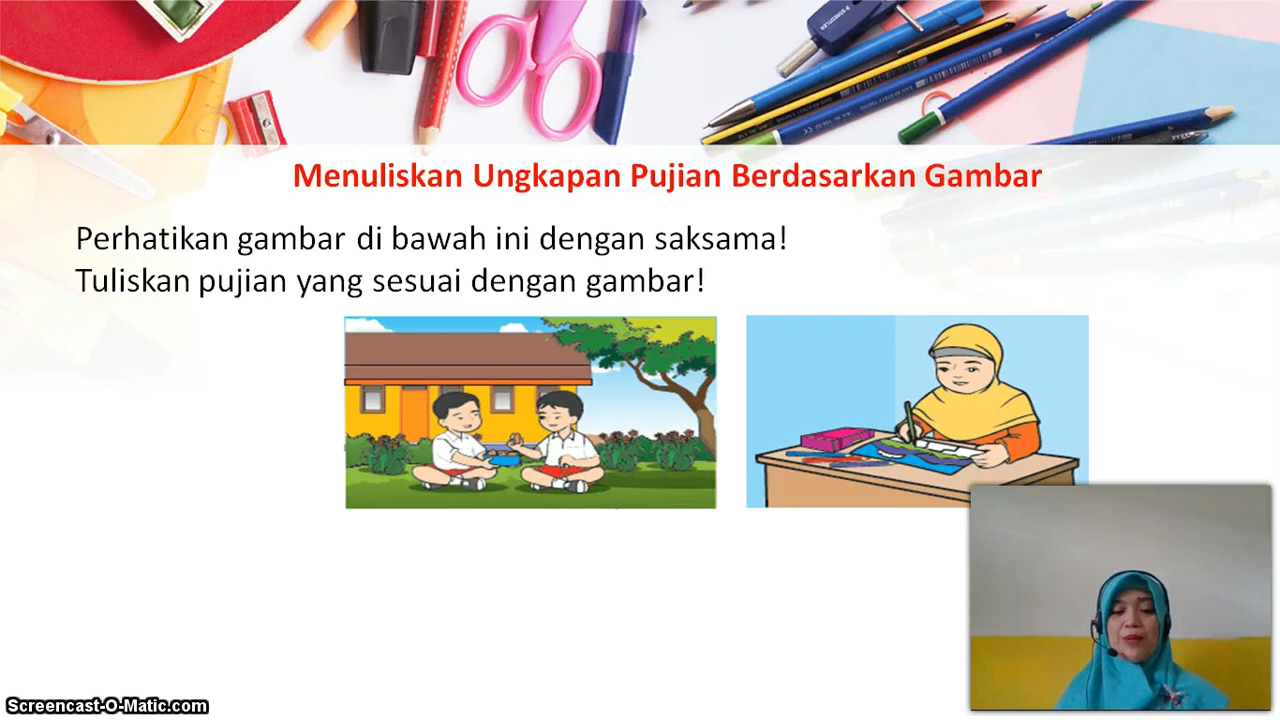 Menuliskan Ungkapan Pujian Berdasarkan Gambar
Perhatikan gambar di bawah ini dengan saksama!
Tuliskan pujian yang sesuai dengan gambar!
Screencast-O-Matic.com